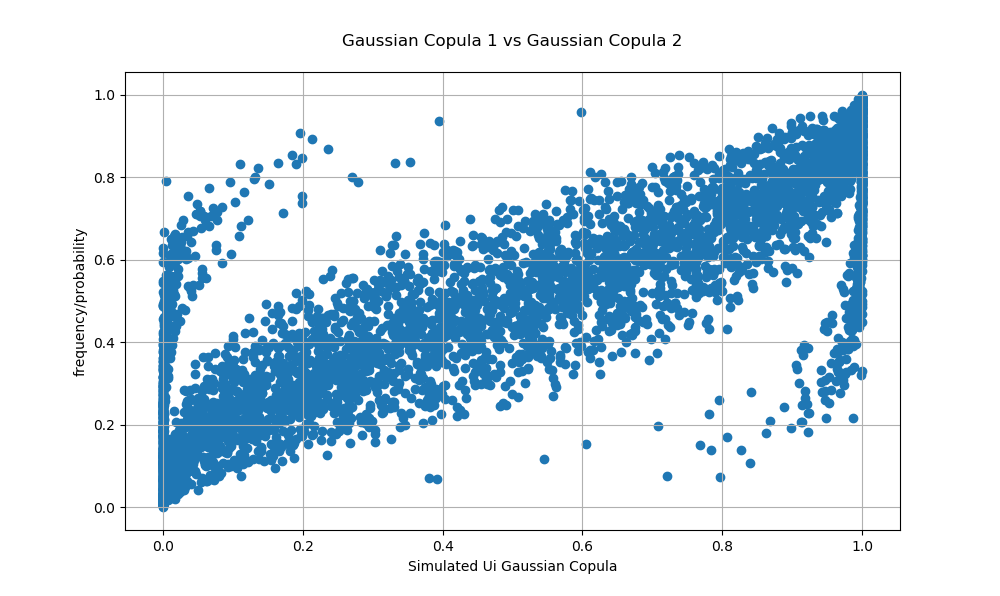 Gaussian Copula 1 vs Gaussian Copula 2
1.0
0.8
0.6
0.4
0.2
0.0
frequency/probability
0.0 0.2 0.4 0.6 0.8 1.0
Simulated Ui Gaussian Copula